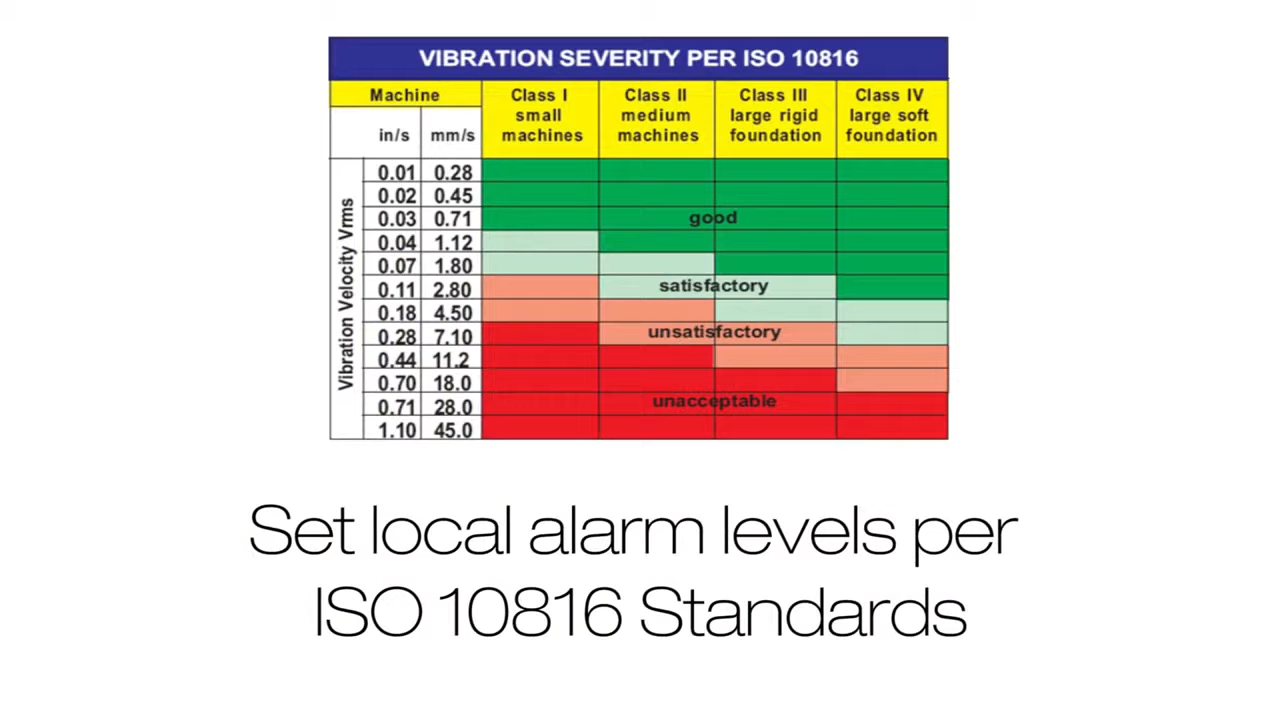 VIBRATION SEVERITY PER ISO 10816
Machine
Class I
small
machines
Class II
medium
machines
Class III
large rigid
foundation
Class IV
large soft
foundation
in/s mm/s
Vibration Velocity Vrms
0.01 0.28
0.02 0.45
0.03 0.71
good
0.04 1.12
0.07 1.80
0.11 2.80
satisfactory
0.18 4.50
0.28 7.10
unsatisfactory
0.44 11.2
0.70 18.0
0.71 28.0
unacceptable
1.10 45.0
Set local alarm levels per
ISO 10816 Standards